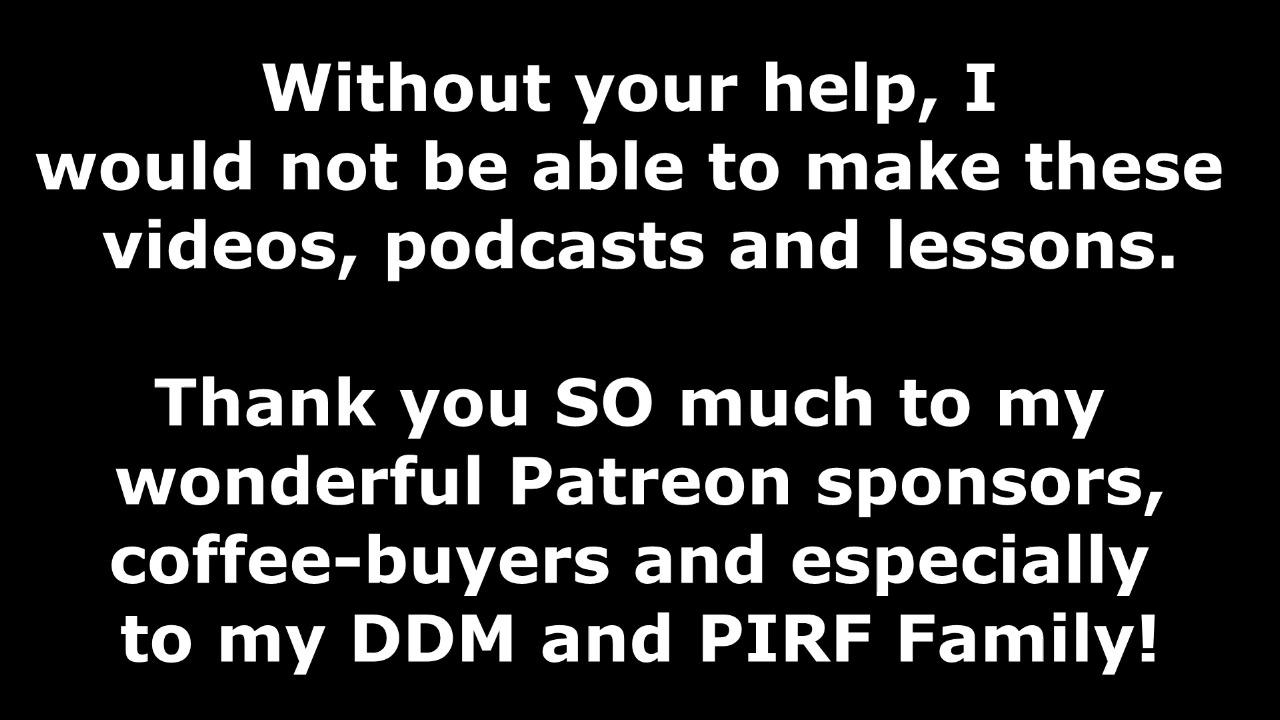 Without your help, I
would not be able to make these
videos, podcasts and lessons.
Thank you SO much to my
wonderful Patreon sponsors,
coffee-buyers and especially
to my DDM and PIRF Family!